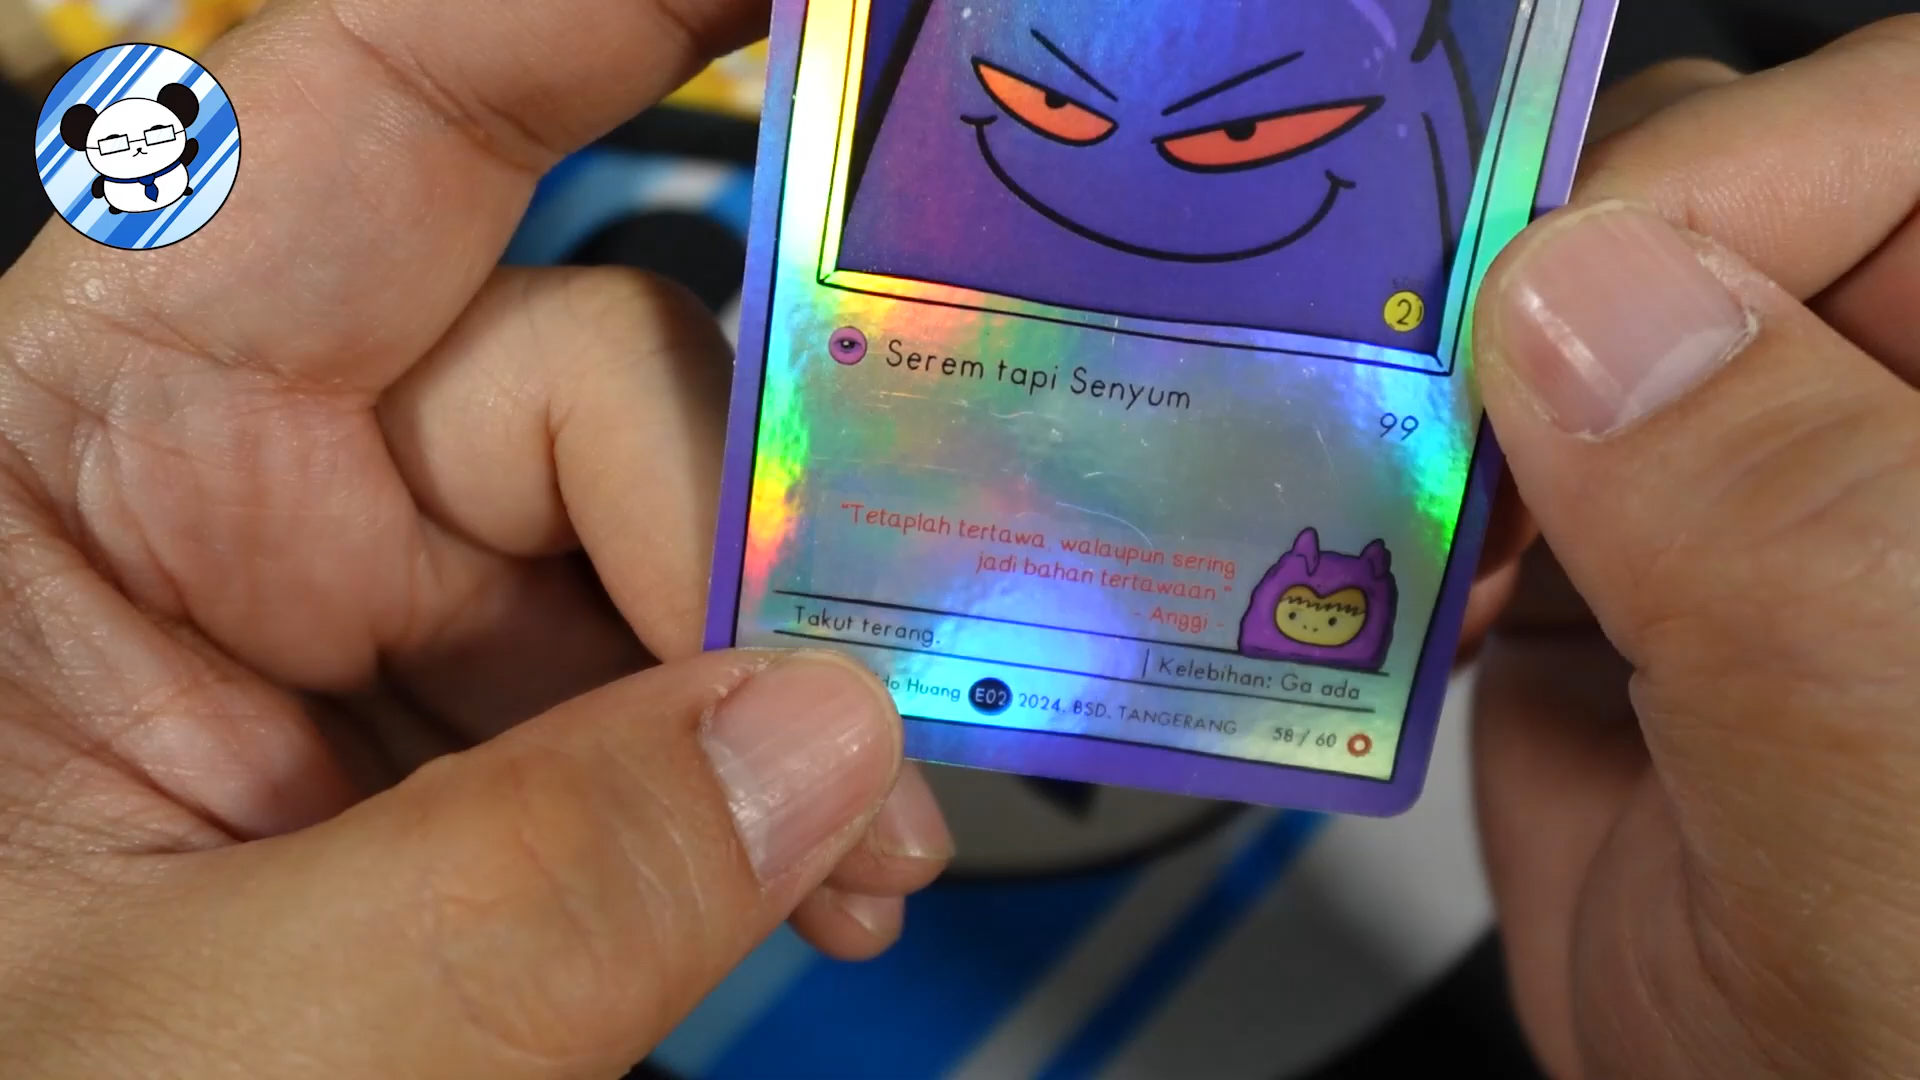 2
Serem tapi Senyum
99
"Tetaplah tertawa, walaupun sering
jadi bahan tertawaan."
- Anggi -
Takut terang.
| Kelebihan: Ga ada
do Huang E02 2024. BSD. TANGERANG 58 / 60